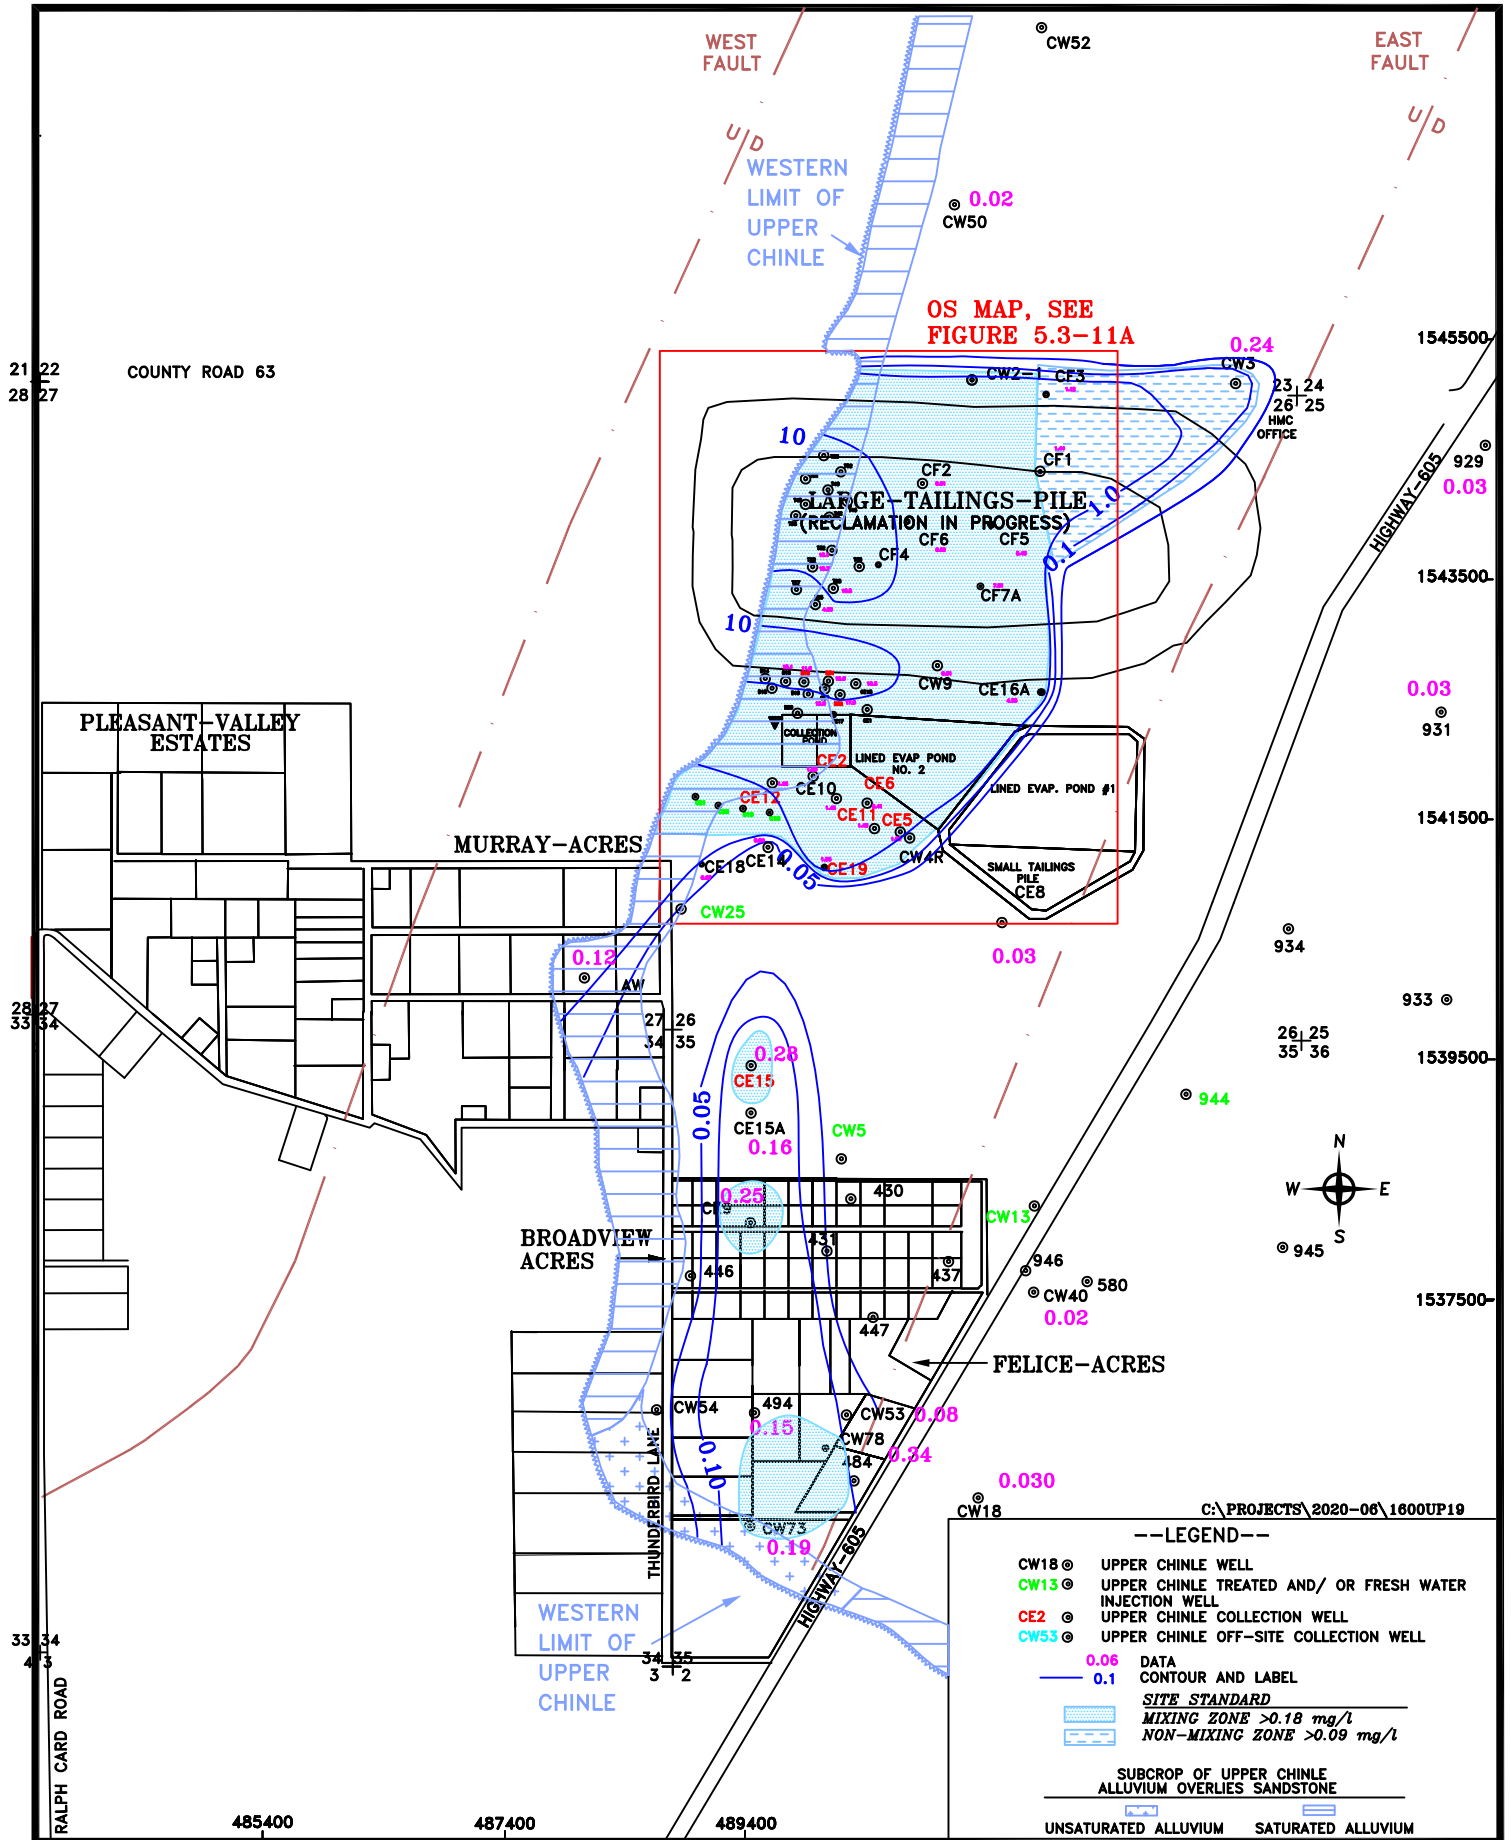 WEST
FAULT
CW52
EAST
FAULT
U/D
U/D
WESTERN
LIMIT OF
UPPER
CHINLE
0.02
CW50
OS MAP, SEE
FIGURE 5.3-11A
1545500
0.24
CW3
21 22
28 27
COUNTY ROAD 63
CW2-1
CF3
23 24
26 25
HMC
OFFICE
10
929
0.03
CF2
CF1
LARGE-TAILINGS-PILE
(RECLAMATION IN PROGRESS)
1.0
HIGHWAY-605
CF6
CF5
CF4
0.1
1543500
CF7A
10
CW9
CE16A
0.03
931
PLEASANT-VALLEY
ESTATES
COLLECTION
POND
LINED EVAP POND
NO. 2
CE2
CE6
CE10
CE12
CE11
CE5
LINED EVAP. POND #1
1541500
MURRAY-ACRES
CE14
CW4R
0.05
CE18
CE19
SMALL TAILINGS
PILE
CE8
CW25
0.12
0.03
934
AW
933
28 27
33 34
27 26
34 35
26 25
35 36
1539500
0.28
CE15
944
0.05
CE15A
0.16
CW5
N
W E
S
0.25
430
CW13
BROADVIEW
ACRES
431
945
446
437
946
580
CW40
0.02
1537500
447
FELICE-ACRES
CW54
494
0.15
CW53
0.08
CW78
0.34
484
0.10
THUNDERBIRD LANE
0.030
CW18
CW73
0.19
HIGHWAY-605
C:\PROJECTS\2020-06\1600UP19
--LEGEND--
CW18 UPPER CHINLE WELL
CW13 UPPER CHINLE TREATED AND/ OR FRESH WATER
INJECTION WELL
CE2 UPPER CHINLE COLLECTION WELL
CW53 UPPER CHINLE OFF-SITE COLLECTION WELL
0.06 DATA
0.1 CONTOUR AND LABEL
SITE STANDARD
MIXING ZONE >0.18 mg/l
NON-MIXING ZONE >0.09 mg/l
SUBCROP OF UPPER CHINLE
ALLUVIUM OVERLIES SANDSTONE
UNSATURATED ALLUVIUM SATURATED ALLUVIUM
WESTERN
LIMIT OF
UPPER
CHINLE
33 34
4 3
34 35
3 2
RALPH CARD ROAD
485400
487400
489400